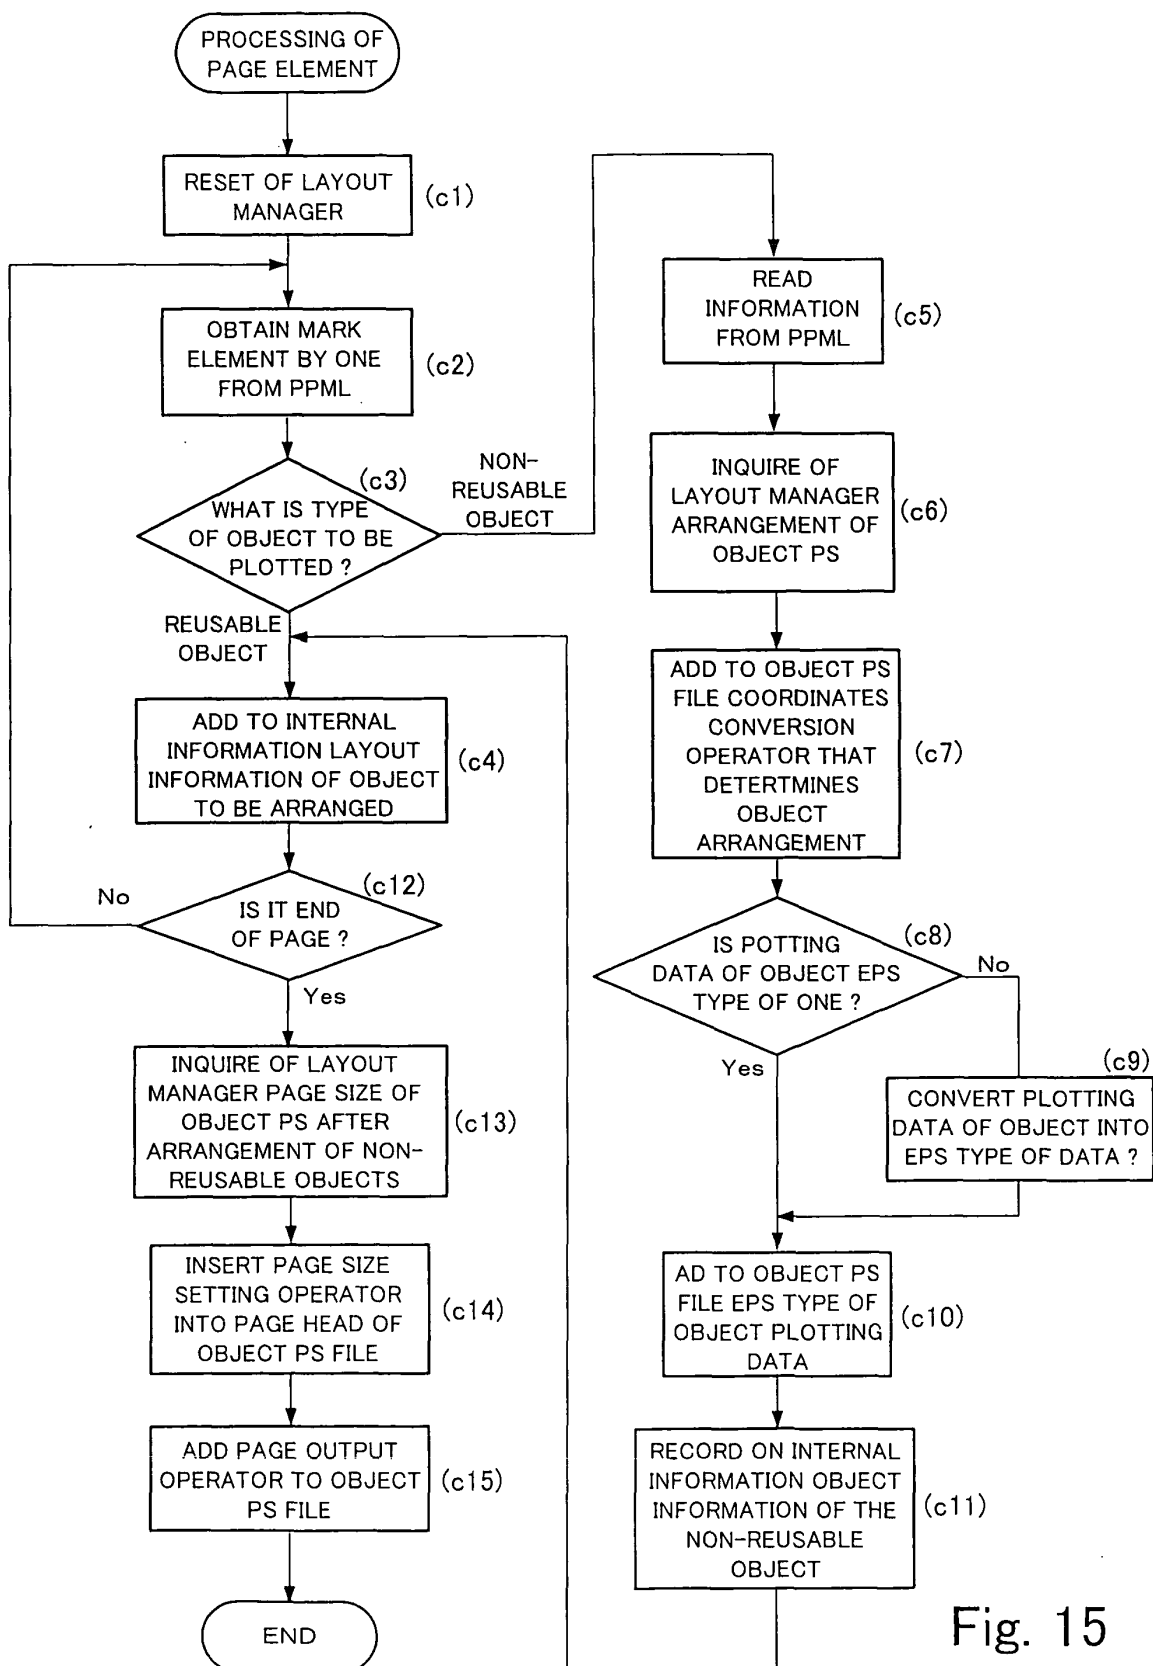 PROCESSING OF
PAGE ELEMENT
RESET OF LAYOUT
MANAGER
(c1)
OBTAIN MARK
ELEMENT BY ONE
FROM PPML
(c2)
(c3)
WHAT IS TYPE
OF OBJECT TO BE
PLOTTED ?
NON-
REUSABLE
OBJECT
REUSABLE
OBJECT
ADD TO INTERNAL
INFORMATION LAYOUT
INFORMATION OF OBJECT
TO BE ARRANGED
(c4)
(c12)
No
IS IT END
OF PAGE ?
Yes
INQUIRE OF LAYOUT
MANAGER PAGE SIZE OF
OBJECT PS AFTER
ARRANGEMENT OF NON-
REUSABLE OBJECTS
(c13)
INSERT PAGE SIZE
SETTING OPERATOR
INTO PAGE HEAD OF
OBJECT PS FILE
(c14)
ADD PAGE OUTPUT
OPERATOR TO OBJECT
PS FILE
(c15)
END
READ
INFORMATION
FROM PPML
(c5)
INQUIRE OF
LAYOUT MANAGER
ARRANGEMENT OF
OBJECT PS
(c6)
ADD TO OBJECT PS
FILE COORDINATES
CONVERSION
OPERATOR THAT
DETERTMINES
OBJECT
ARRANGEMENT
(c7)
(c8)
IS POTTING
DATA OF OBJECT EPS
TYPE OF ONE ?
No
Yes
(c9)
CONVERT PLOTTING
DATA OF OBJECT INTO
EPS TYPE OF DATA ?
AD TO OBJECT PS
FILE EPS TYPE OF
OBJECT PLOTTING
DATA
(c10)
RECORD ON INTERNAL
INFORMATION OBJECT
INFORMATION OF THE
NON-REUSABLE
OBJECT
(c11)
Fig. 15